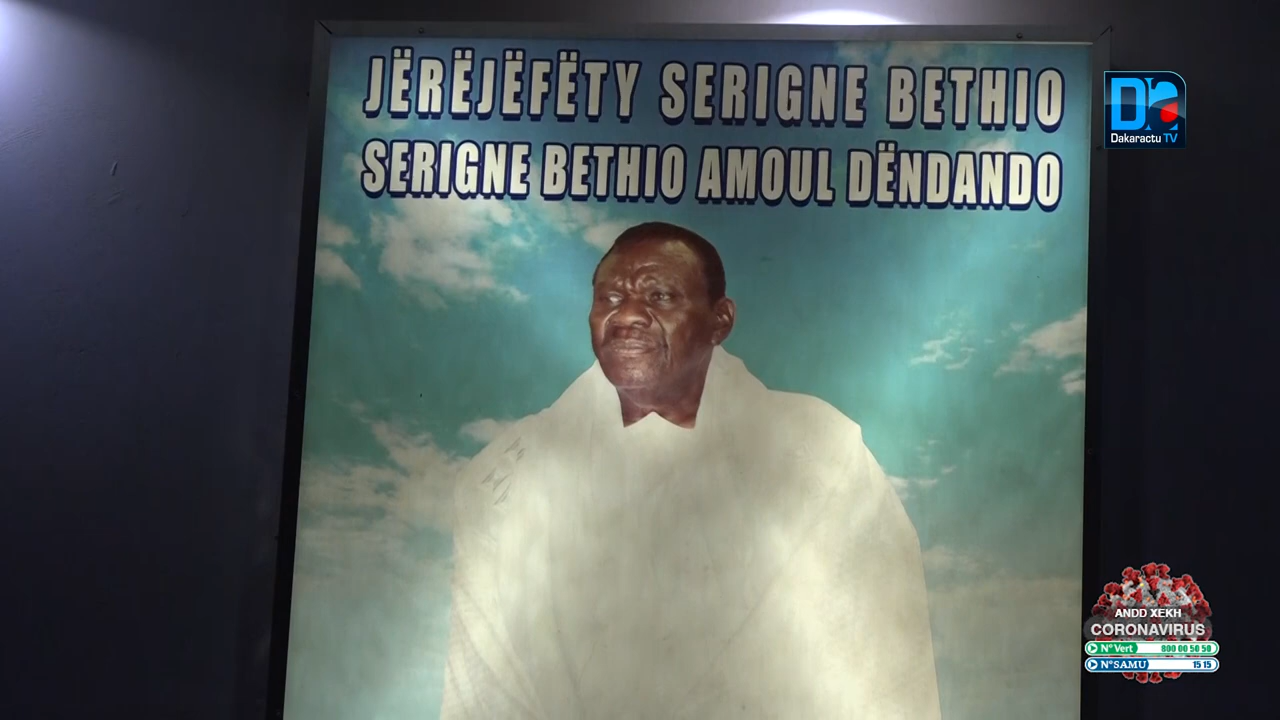 JËRËJËFËTY SERIGNE BETHIO
SERIGNE BETHIO AMOUL DËNDANDO
D
Dakaractu TV
ANDD XEKH
CORONAVIRUS
N°Vert 800 00 50 50
N°SAMU 15 15